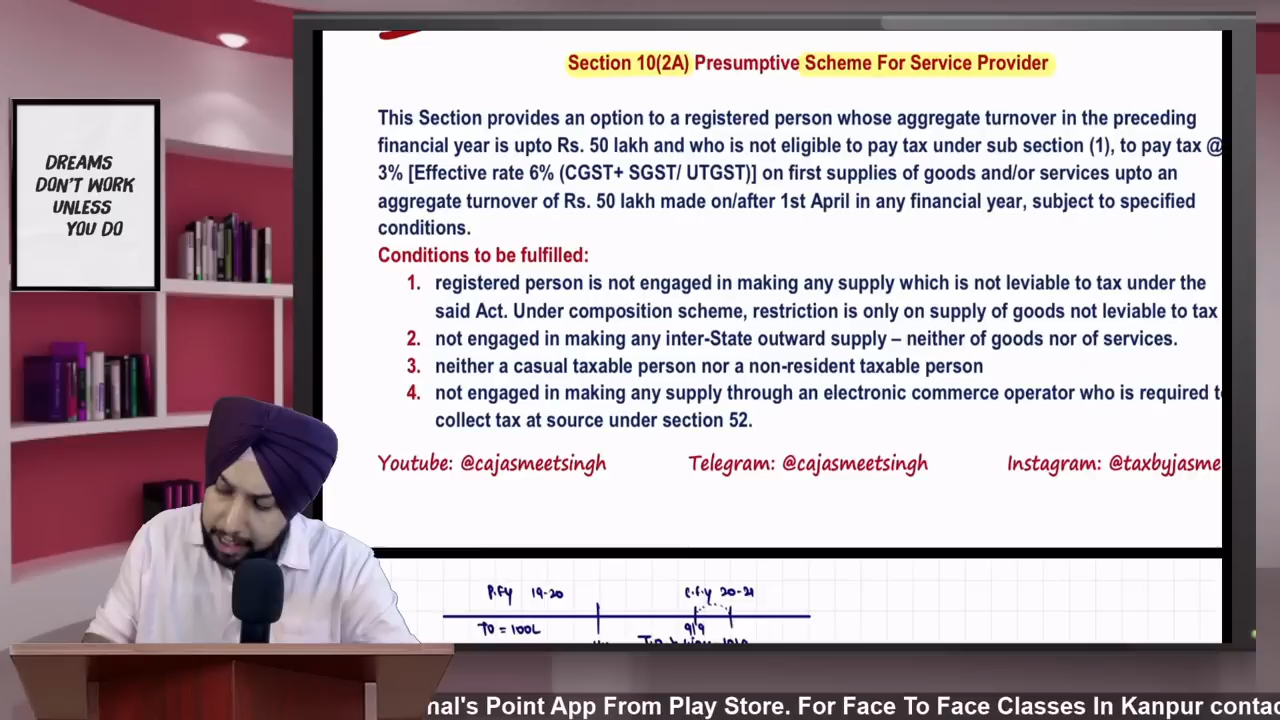 DREAMS
DON'T WORK
UNLESS
YOU DO
Section 10(2A) Presumptive Scheme For Service Provider
This Section provides an option to a registered person whose aggregate turnover in the preceding
financial year is upto Rs. 50 lakh and who is not eligible to pay tax under sub section (1), to pay tax @
3% [Effective rate 6% (CGST+ SGST/ UTGST)] on first supplies of goods and/or services upto an
aggregate turnover of Rs. 50 lakh made on/after 1st April in any financial year, subject to specified
conditions.
Conditions to be fulfilled:
1. registered person is not engaged in making any supply which is not leviable to tax under the
said Act. Under composition scheme, restriction is only on supply of goods not leviable to tax
2. not engaged in making any inter-State outward supply – neither of goods nor of services.
3. neither a casual taxable person nor a non-resident taxable person
4. not engaged in making any supply through an electronic commerce operator who is required t
collect tax at source under section 52.
Youtube: @cajasmeetsingh Telegram: @cajasmeetsingh Instagram: @taxbyjasme
P.F.Y 19-20 C.F.Y 20-21
TO = 100L 9/9
mal's Point App From Play Store. For Face To Face Classes In Kanpur contac